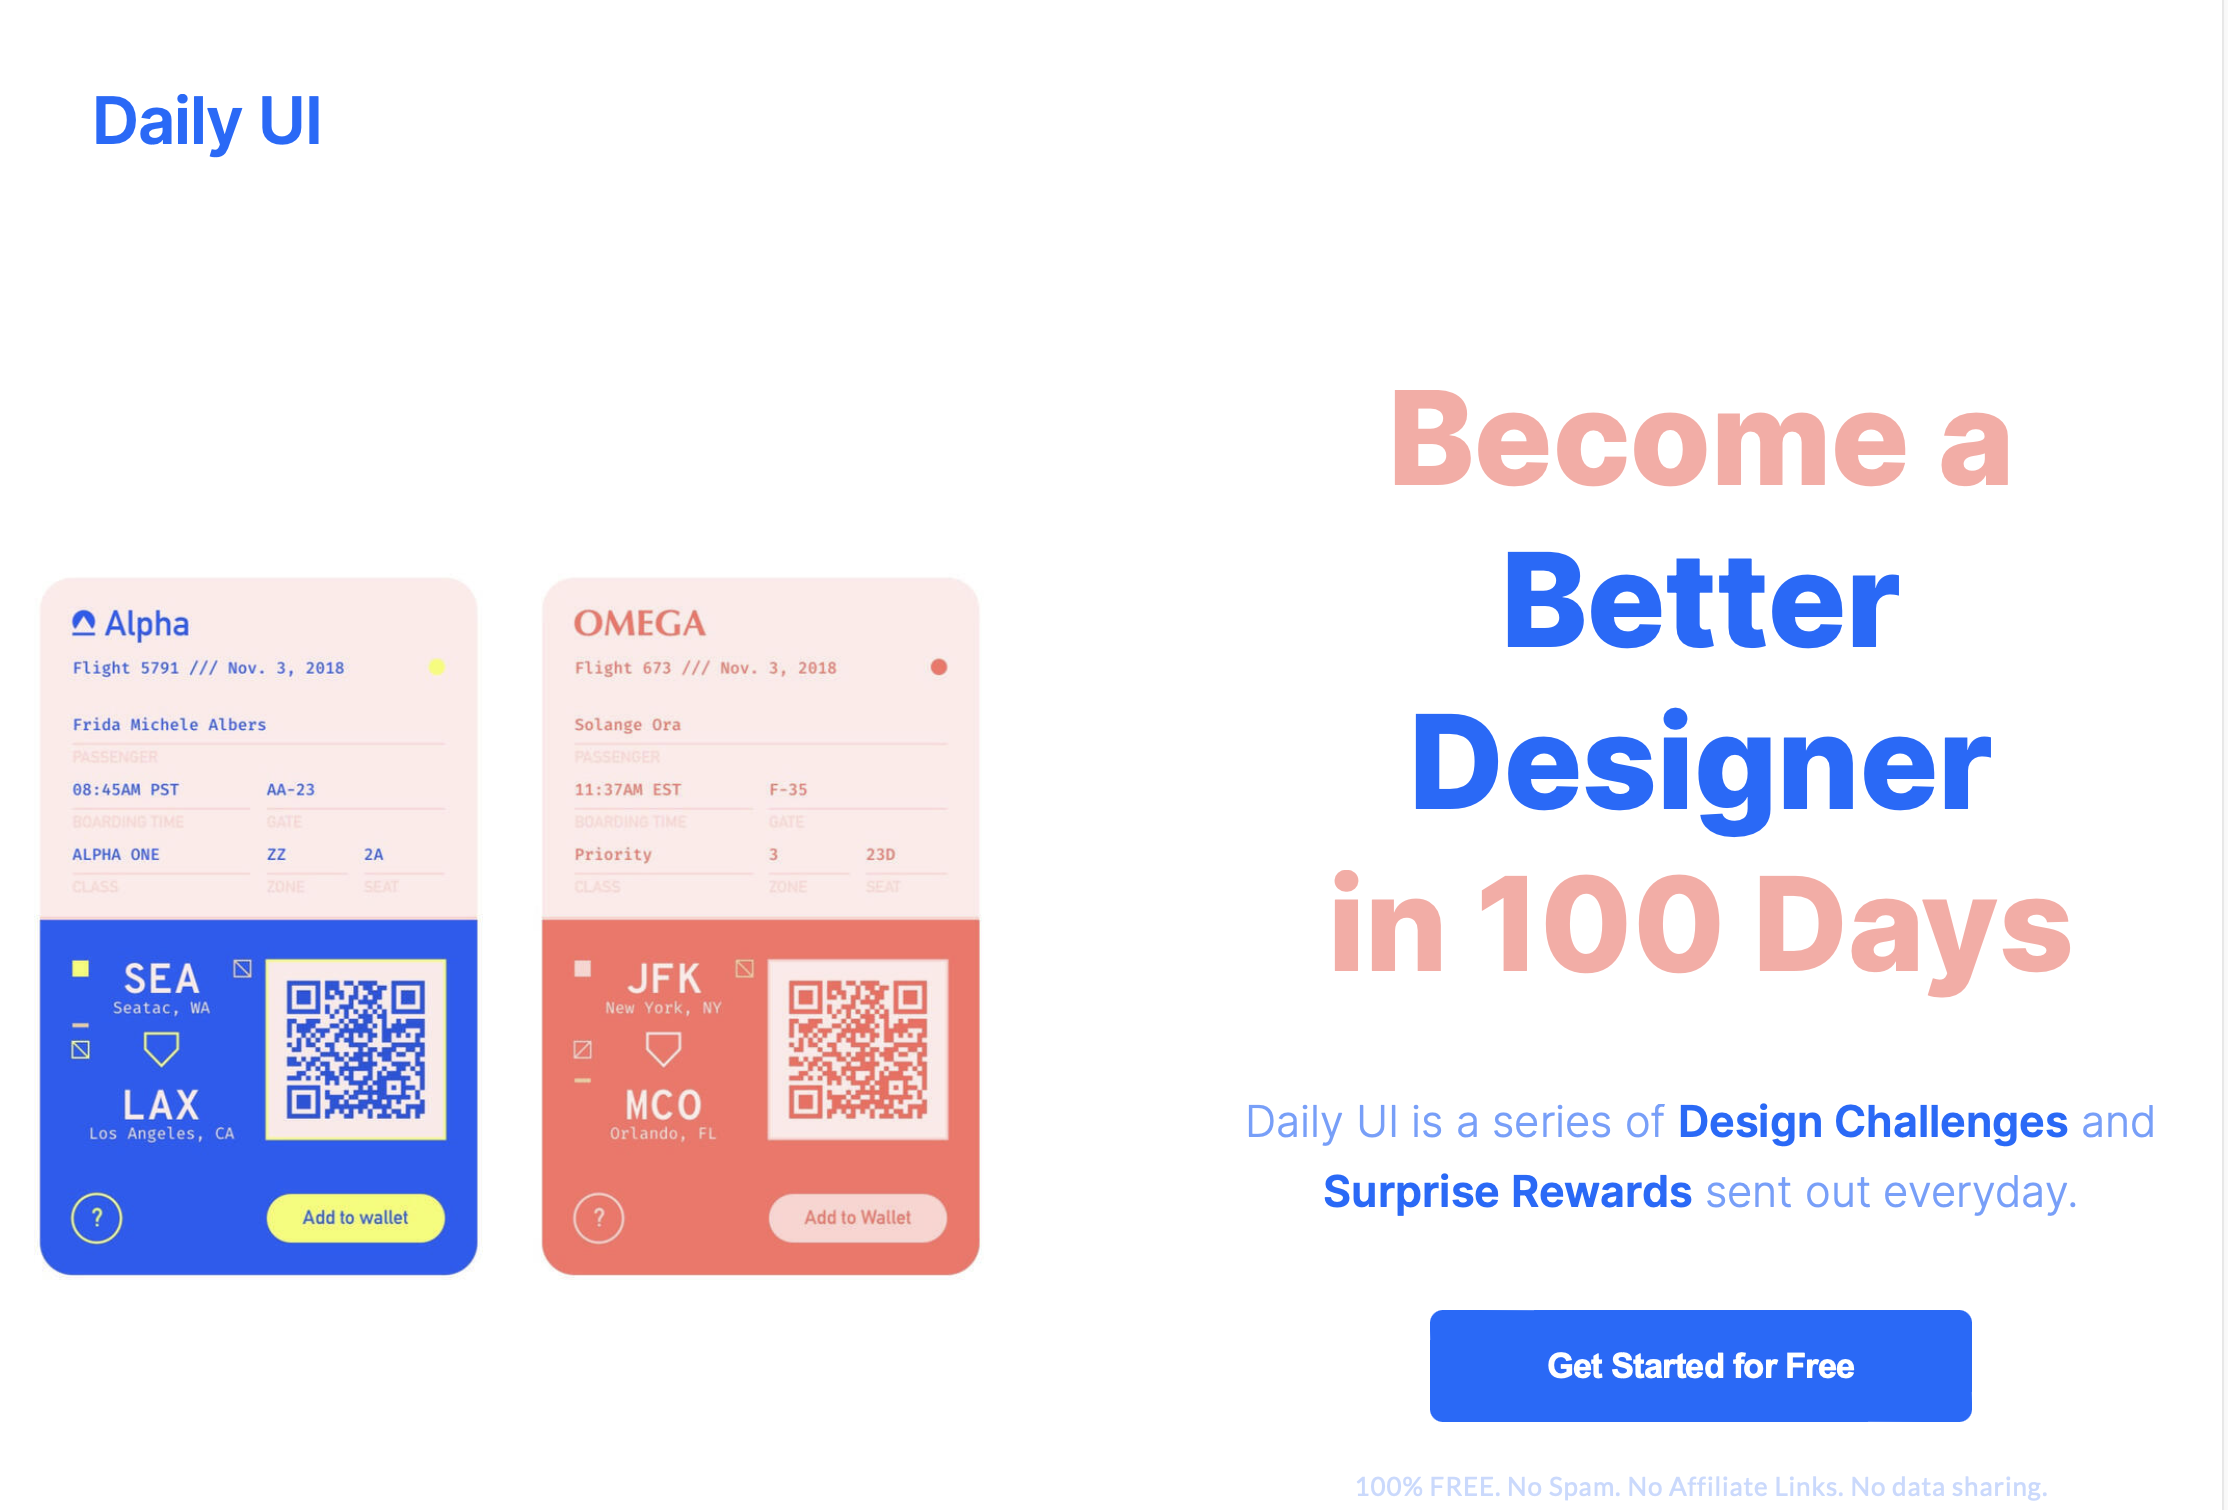 Daily UI
Alpha
Flight 5791 /// Nov. 3, 2018
Frida Michele Albers
PASSENGER
08:45AM PST AA-23
BOARDING TIME GATE
ALPHA ONE ZZ 2A
CLASS ZONE SEAT
SEA
Seatac, WA
LAX
Los Angeles, CA
?
Add to wallet
OMEGA
Flight 673 /// Nov. 3, 2018
Solange Ora
PASSENGER
11:37AM EST F-35
BOARDING TIME GATE
Priority 3 23D
CLASS ZONE SEAT
JFK
New York, NY
MCO
Orlando, FL
?
Add to Wallet
Become a
Better
Designer
in 100 Days
Daily UI is a series of Design Challenges and
Surprise Rewards sent out everyday.
Get Started for Free
100% FREE. No Spam. No Affiliate Links. No data sharing.